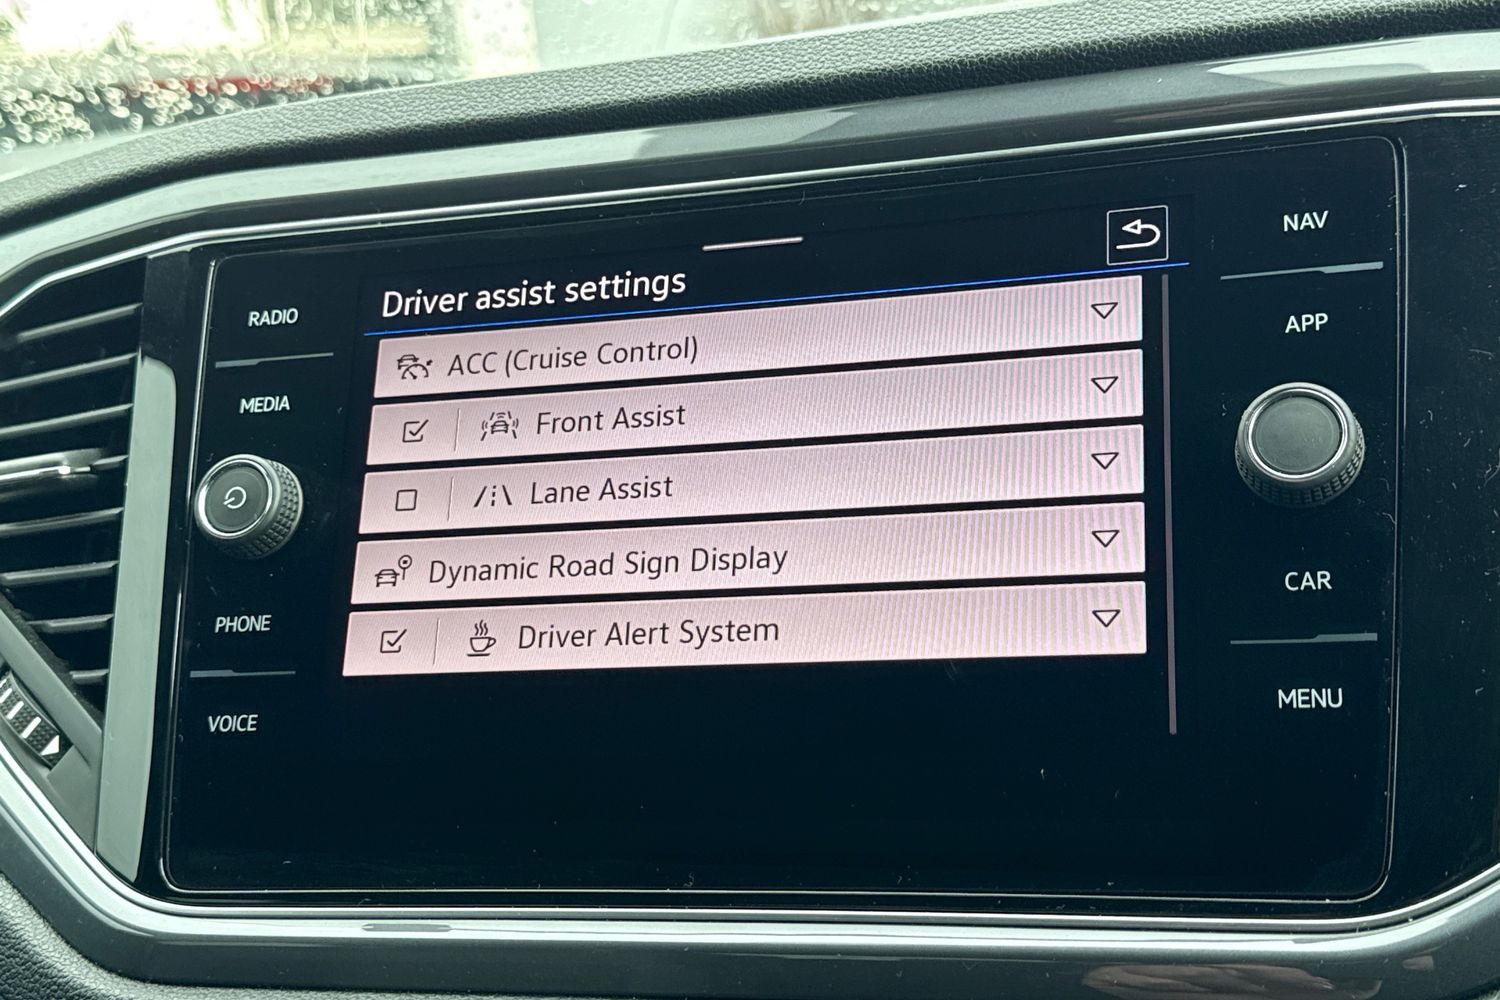 RADIO
MEDIA
PHONE
VOICE
Driver assist settings
ACC (Cruise Control)
Front Assist
Lane Assist
Dynamic Road Sign Display
Driver Alert System
NAV
APP
CAR
MENU